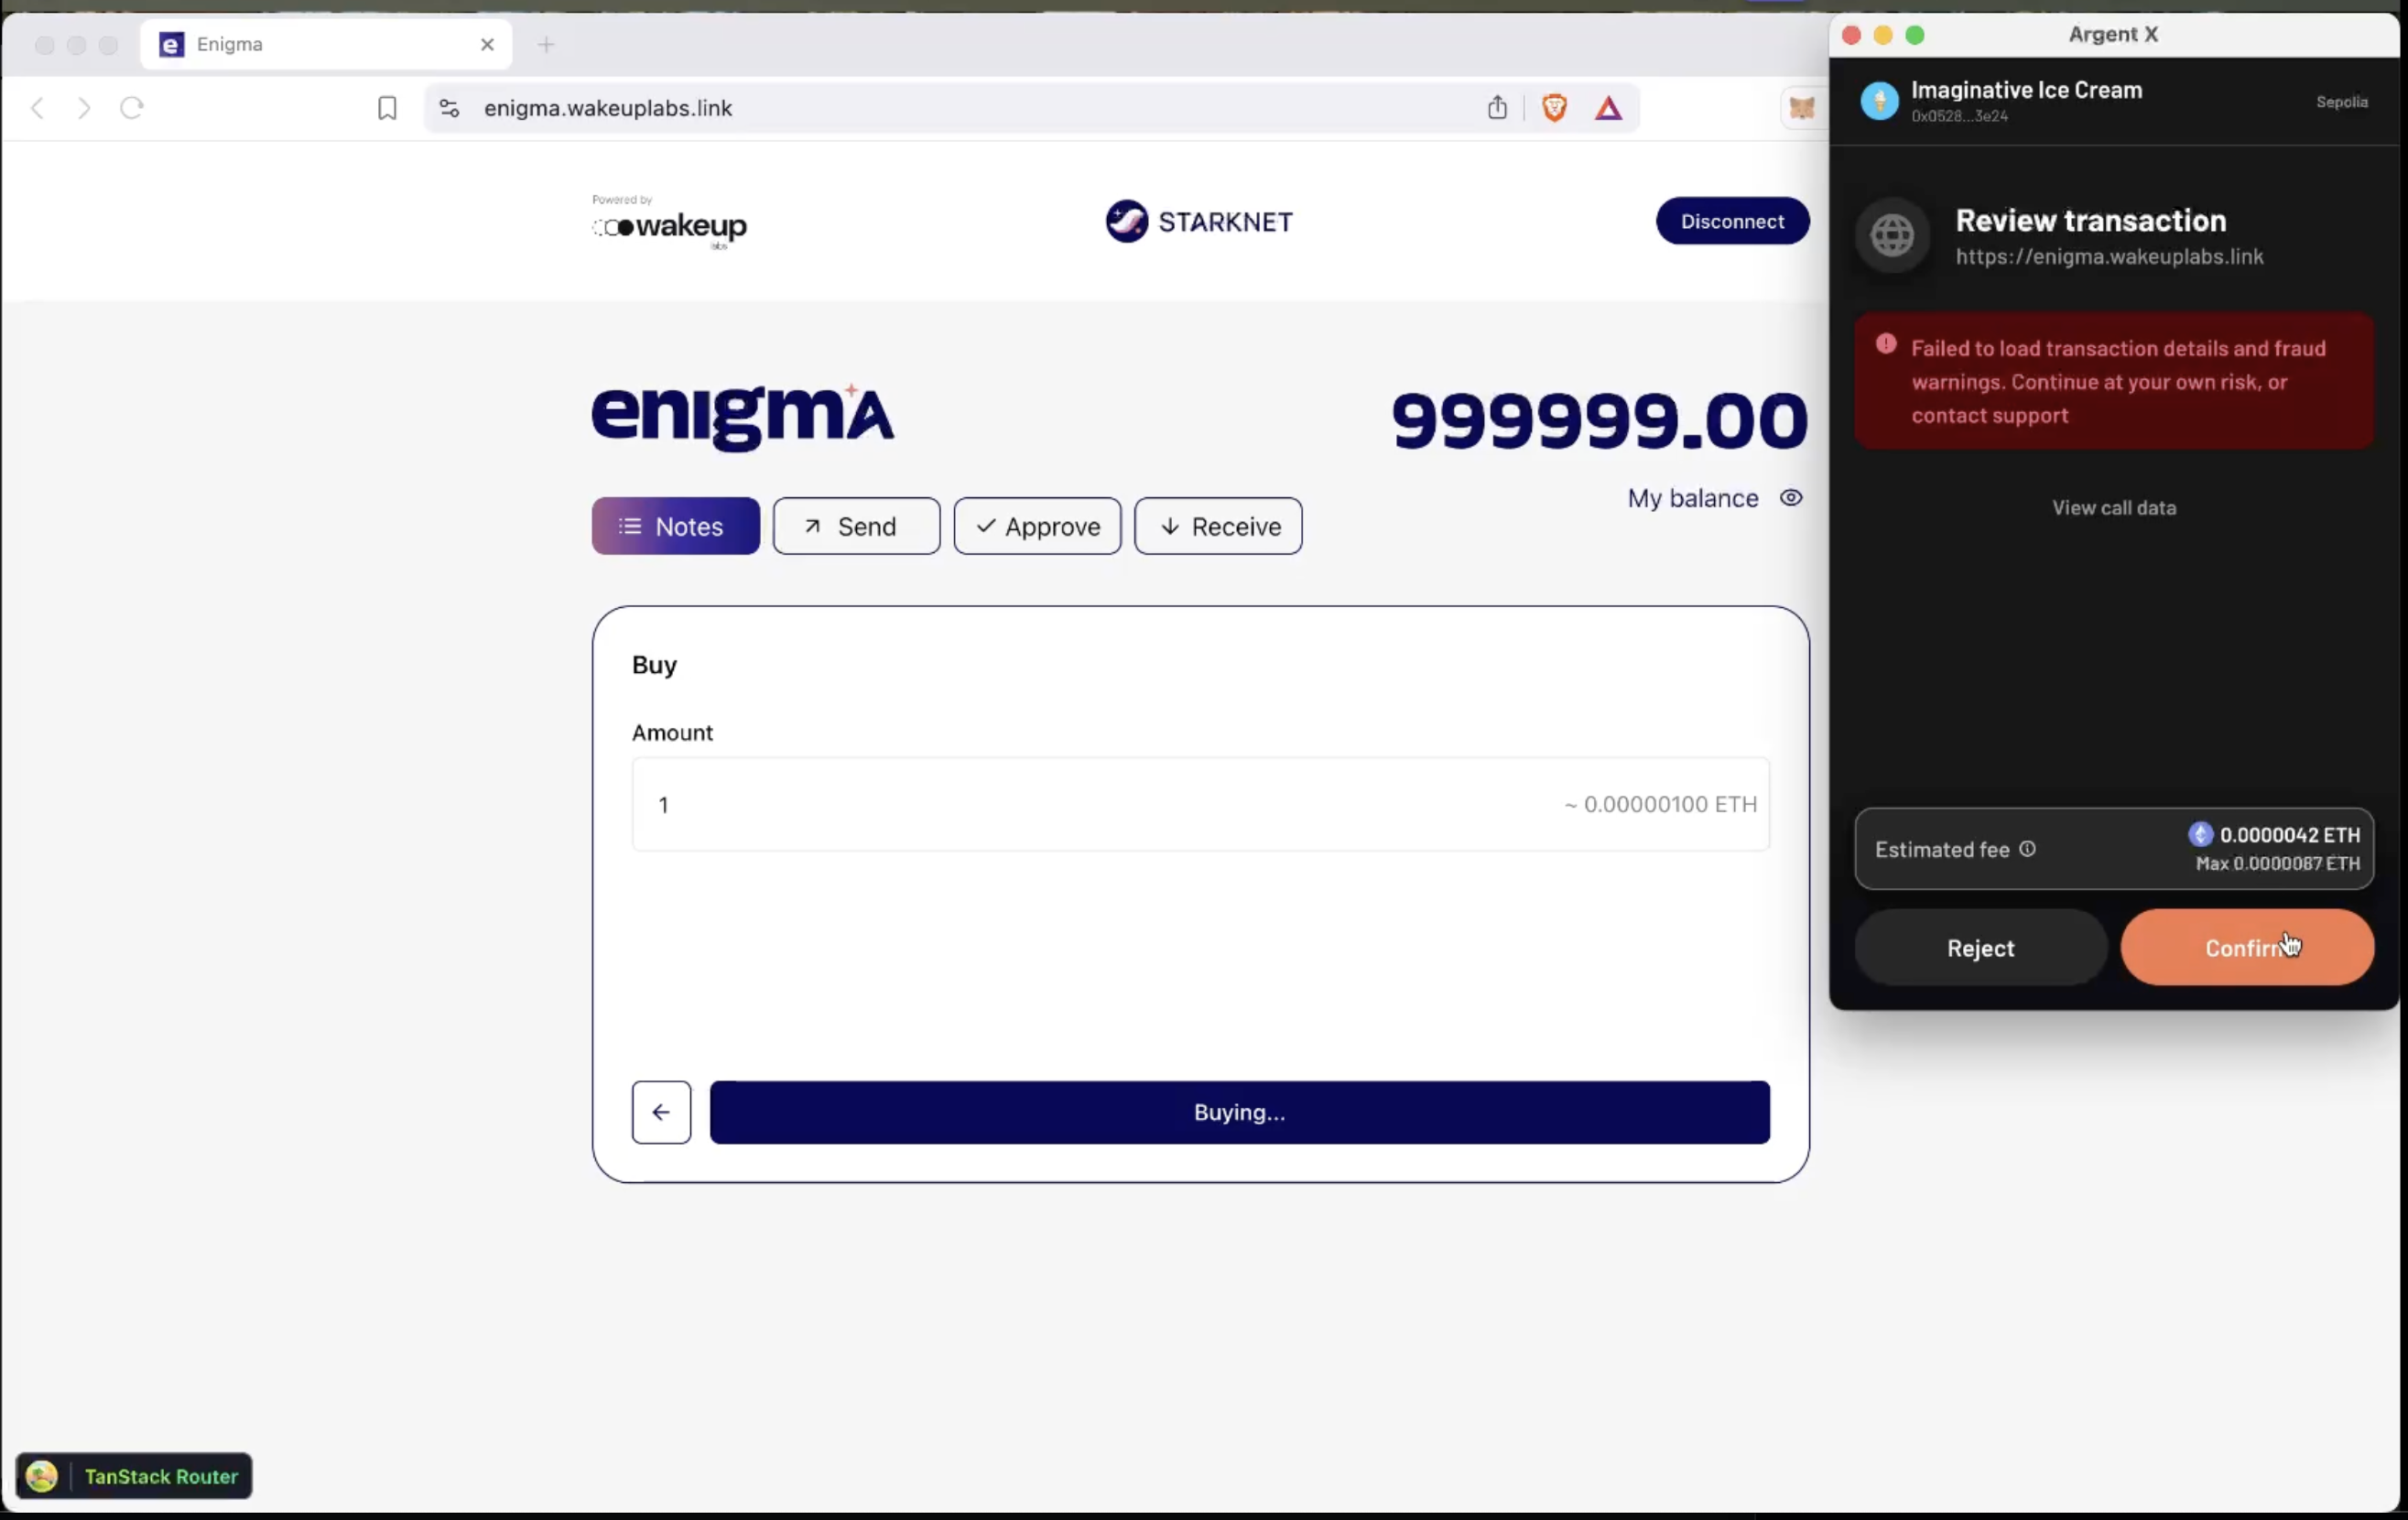 Enigma
enigma.wakeuplabs.link
Powered by
wakeup
labs
STARKNET
Disconnect
enigma
999999.00
My balance
Notes
Send
Approve
Receive
Buy
Amount
1
~ 0.00000100 ETH
Buying...
TanStack Router
Argent X
Imaginative Ice Cream
0x0528...3e24
Sepolia
Review transaction
https://enigma.wakeuplabs.link
Failed to load transaction details and fraud
warnings. Continue at your own risk, or
contact support
View call data
Estimated fee
0.0000042 ETH
Max 0.0000087 ETH
Reject
Confirm